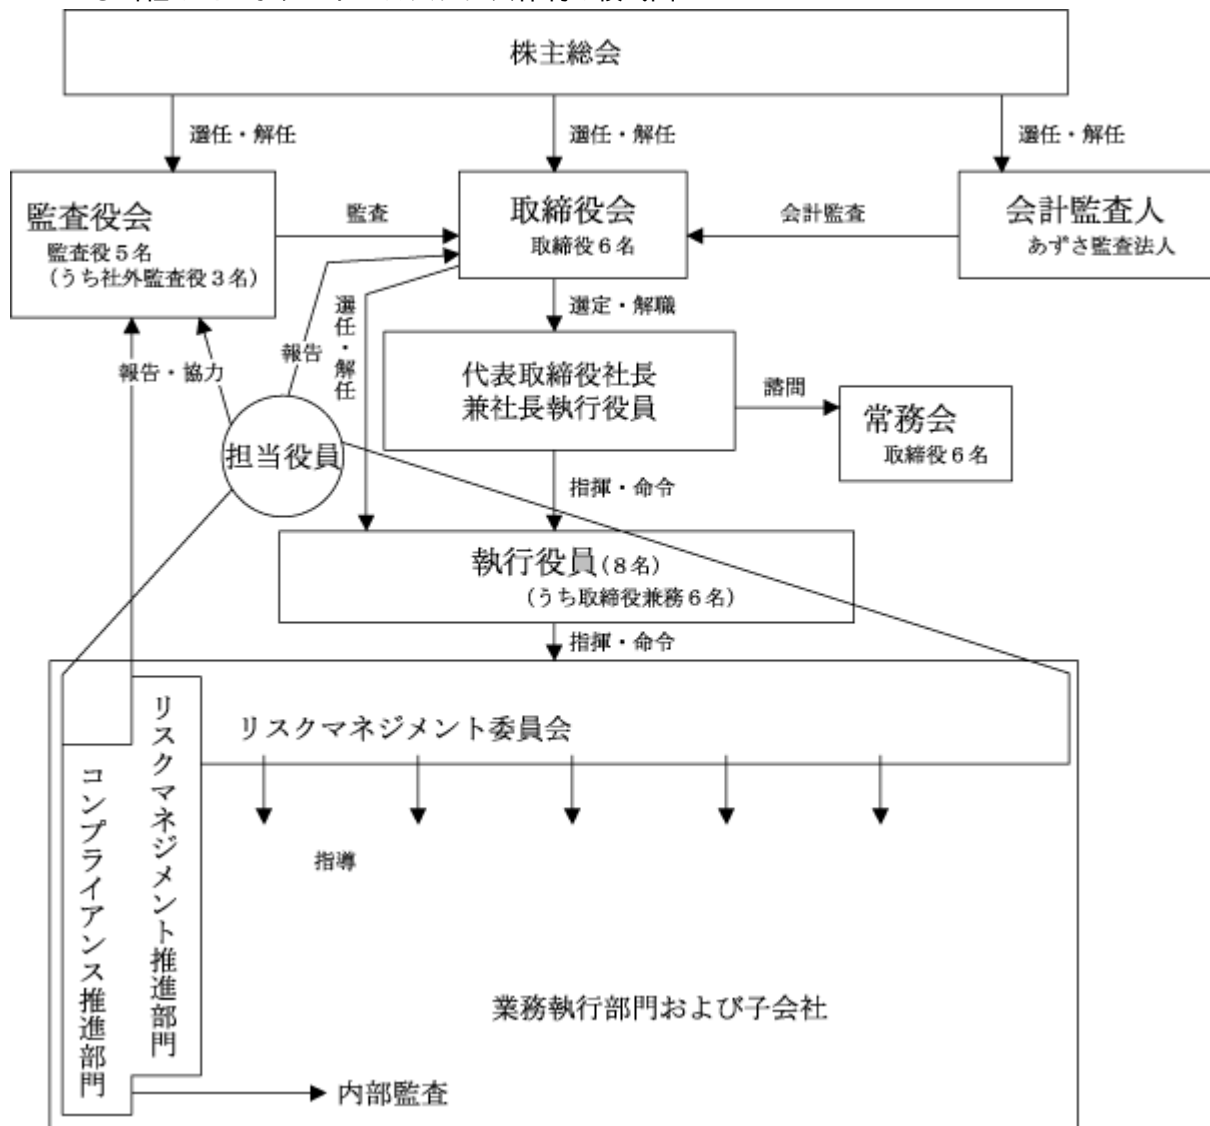 株主総会
選任・解任
選任・解任
選任・解任
監査役会
監査役5名
(うち社外監査役3名)
監査
取締役会
取締役6名
会計監査
会計監査人
あずさ監査法人
選定・解職
選任・解任
報告
報告・協力
代表取締役社長
兼社長執行役員
諮問
常務会
取締役6名
担当役員
指揮・命令
執行役員(8名)
(うち取締役兼務6名)
指揮・命令
リスクマネジメント委員会
リスクマネジメント推進部門
コンプライアンス推進部門
指導
業務執行部門および子会社
内部監査